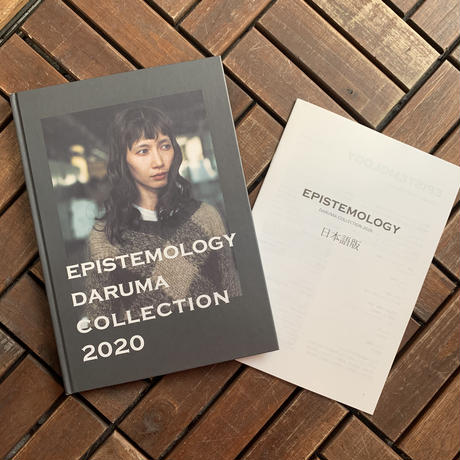 EPISTEMOLOGY
DARUMA
COLLECTION
2020
EPISTEMOLOGY
DARUMA COLLECTION 2020
日本語版